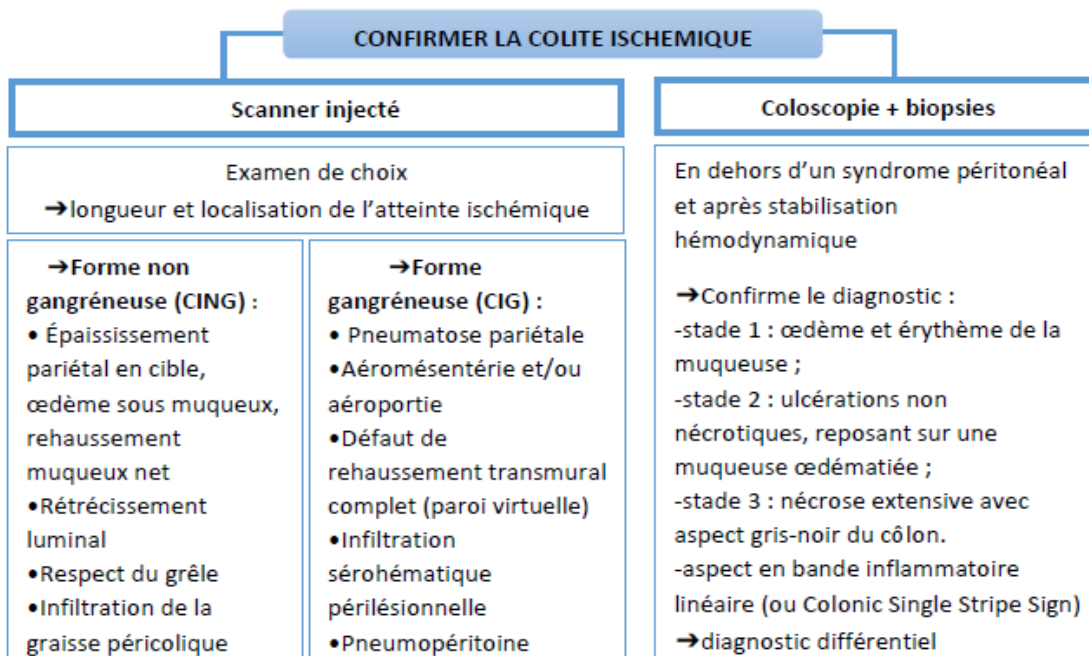 CONFIRMER LA COLITE ISCHEMIQUE
Scanner injecté
Examen de choix
→longueur et localisation de l'atteinte ischémique
→Forme non
gangréneuse (CING) :
• Épaississement
pariétal en cible,
œdème sous muqueux,
rehaussement
muqueux net
•Rétrécissement
luminal
•Respect du grêle
•Infiltration de la
graisse péricolique
→Forme
gangréneuse (CIG) :
• Pneumatose pariétale
•Aéromésentérie et/ou
aéroportie
•Défaut de
rehaussement transmural
complet (paroi virtuelle)
•Infiltration
sérohématique
périlésionnelle
•Pneumopéritoine
Coloscopie + biopsies
En dehors d'un syndrome péritonéal
et après stabilisation
hémodynamique
→Confirme le diagnostic :
-stade 1 : œdème et érythème de la
muqueuse ;
-stade 2 : ulcérations non
nécrotiques, reposant sur une
muqueuse œdématiée ;
-stade 3 : nécrose extensive avec
aspect gris-noir du côlon.
-aspect en bande inflammatoire
linéaire (ou Colonic Single Stripe Sign)
→diagnostic différentiel